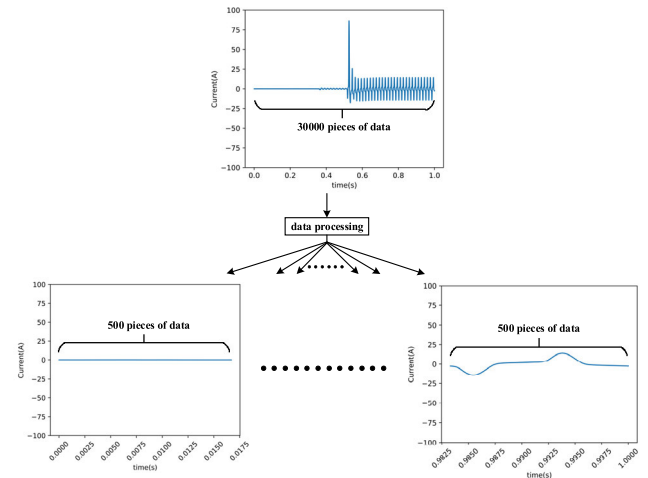 100
75
50
25
0
−25
−50
−75
−100
Current(A)
30000 pieces of data
0.0 0.2 0.4 0.6 0.8 1.0
time(s)
data processing
100
75
50
25
0
−25
−50
−75
−100
Current(A)
500 pieces of data
0.0000 0.0025 0.0050 0.0075 0.0100 0.0125 0.0150 0.0175
time(s)
100
75
50
25
0
−25
−50
−75
−100
Current(A)
500 pieces of data
0.9825 0.9850 0.9875 0.9900 0.9925 0.9950 0.9975 1.0000
time(s)